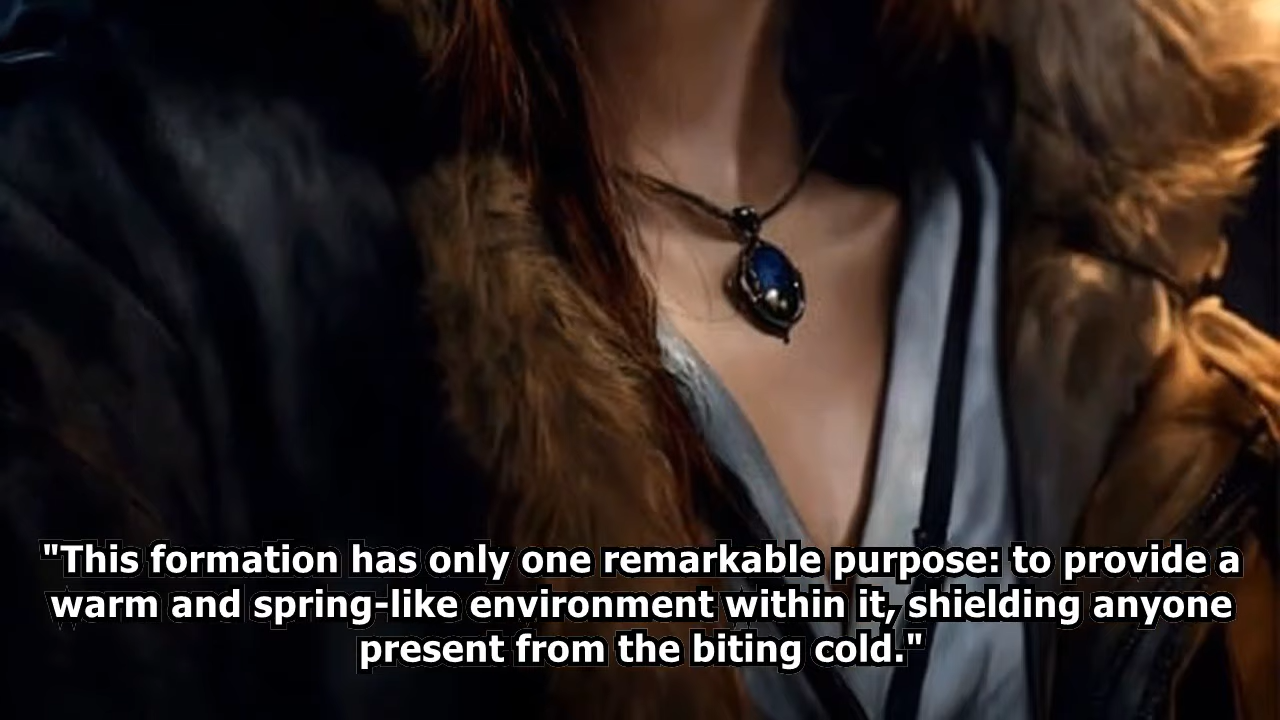 "This formation has only one remarkable purpose: to provide a
warm and spring-like environment within it, shielding anyone
present from the biting cold."